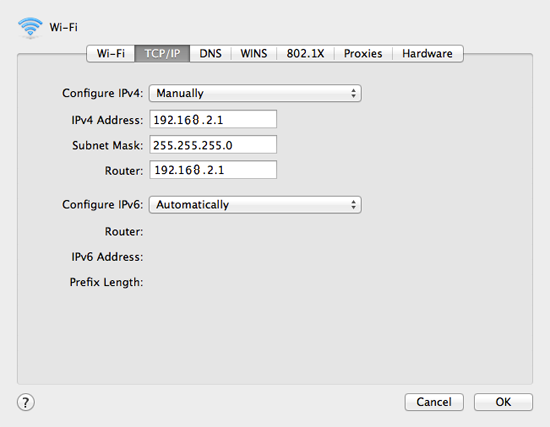 Wi-Fi
Wi-Fi TCP/IP DNS WINS 802.1X Proxies Hardware
Configure IPv4: Manually
IPv4 Address: 192.168.2.1
Subnet Mask: 255.255.255.0
Router: 192.168.2.1
Configure IPv6: Automatically
Router:
IPv6 Address:
Prefix Length:
? Cancel OK